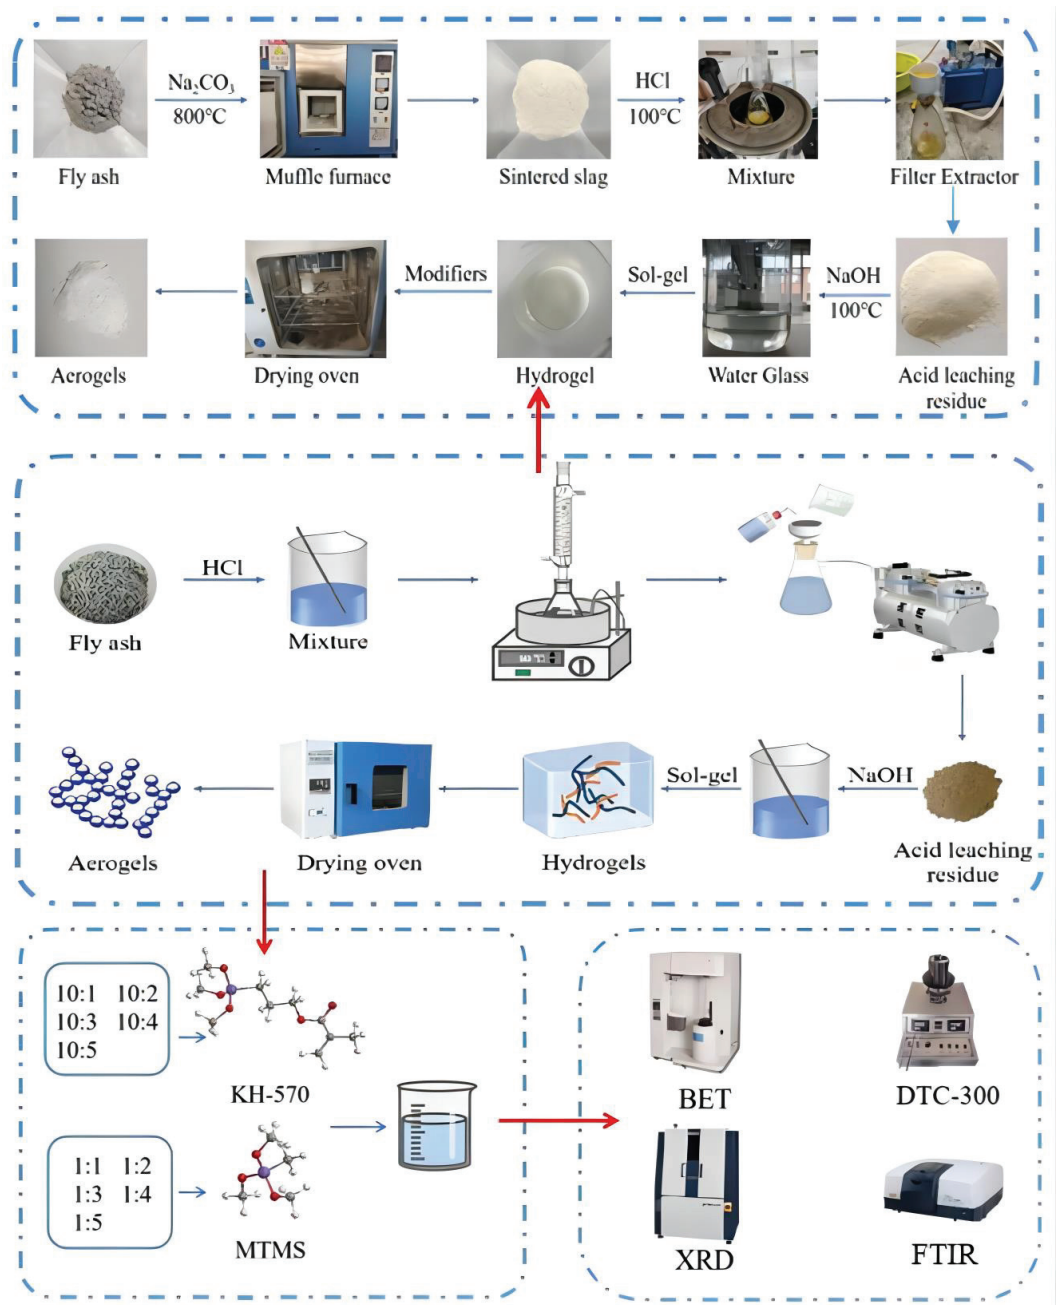 Na₂CO₃
800°C
HCl
100°C
Fly ash
Muffle furnace
Sintered slag
Mixture
Filter Extractor
Modifiers
Sol-gel
NaOH
100°C
Aerogels
Drying oven
Hydrogel
Water Glass
Acid leaching
residue
HCl
Fly ash
Mixture
Sol-gel
NaOH
Aerogels
Drying oven
Hydrogels
Acid leaching
residue
10:1 10:2
10:3 10:4
10:5
KH-570
1:1 1:2
1:3 1:4
1:5
MTMS
BET
DTC-300
XRD
FTIR